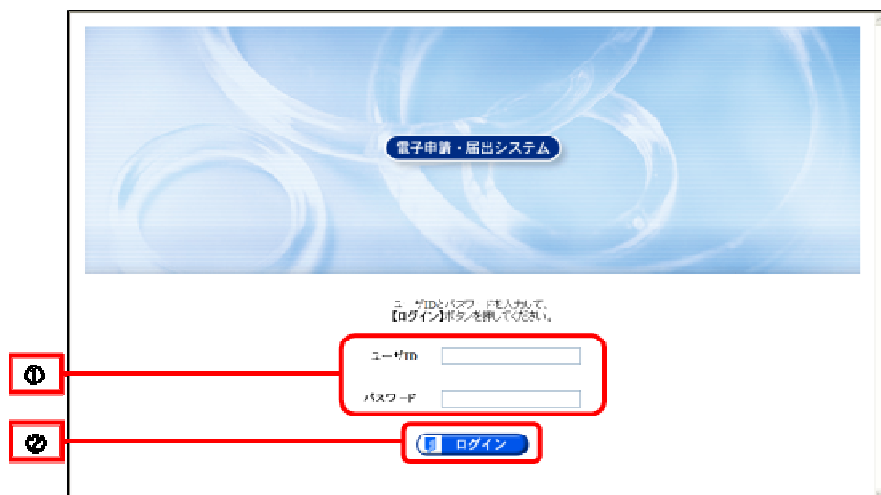 電子申請・届出システム
ユーザIDとパスワードを入力して、
【ログイン】ボタンを押してください。
ユーザID
①
パスワード
②
ログイン